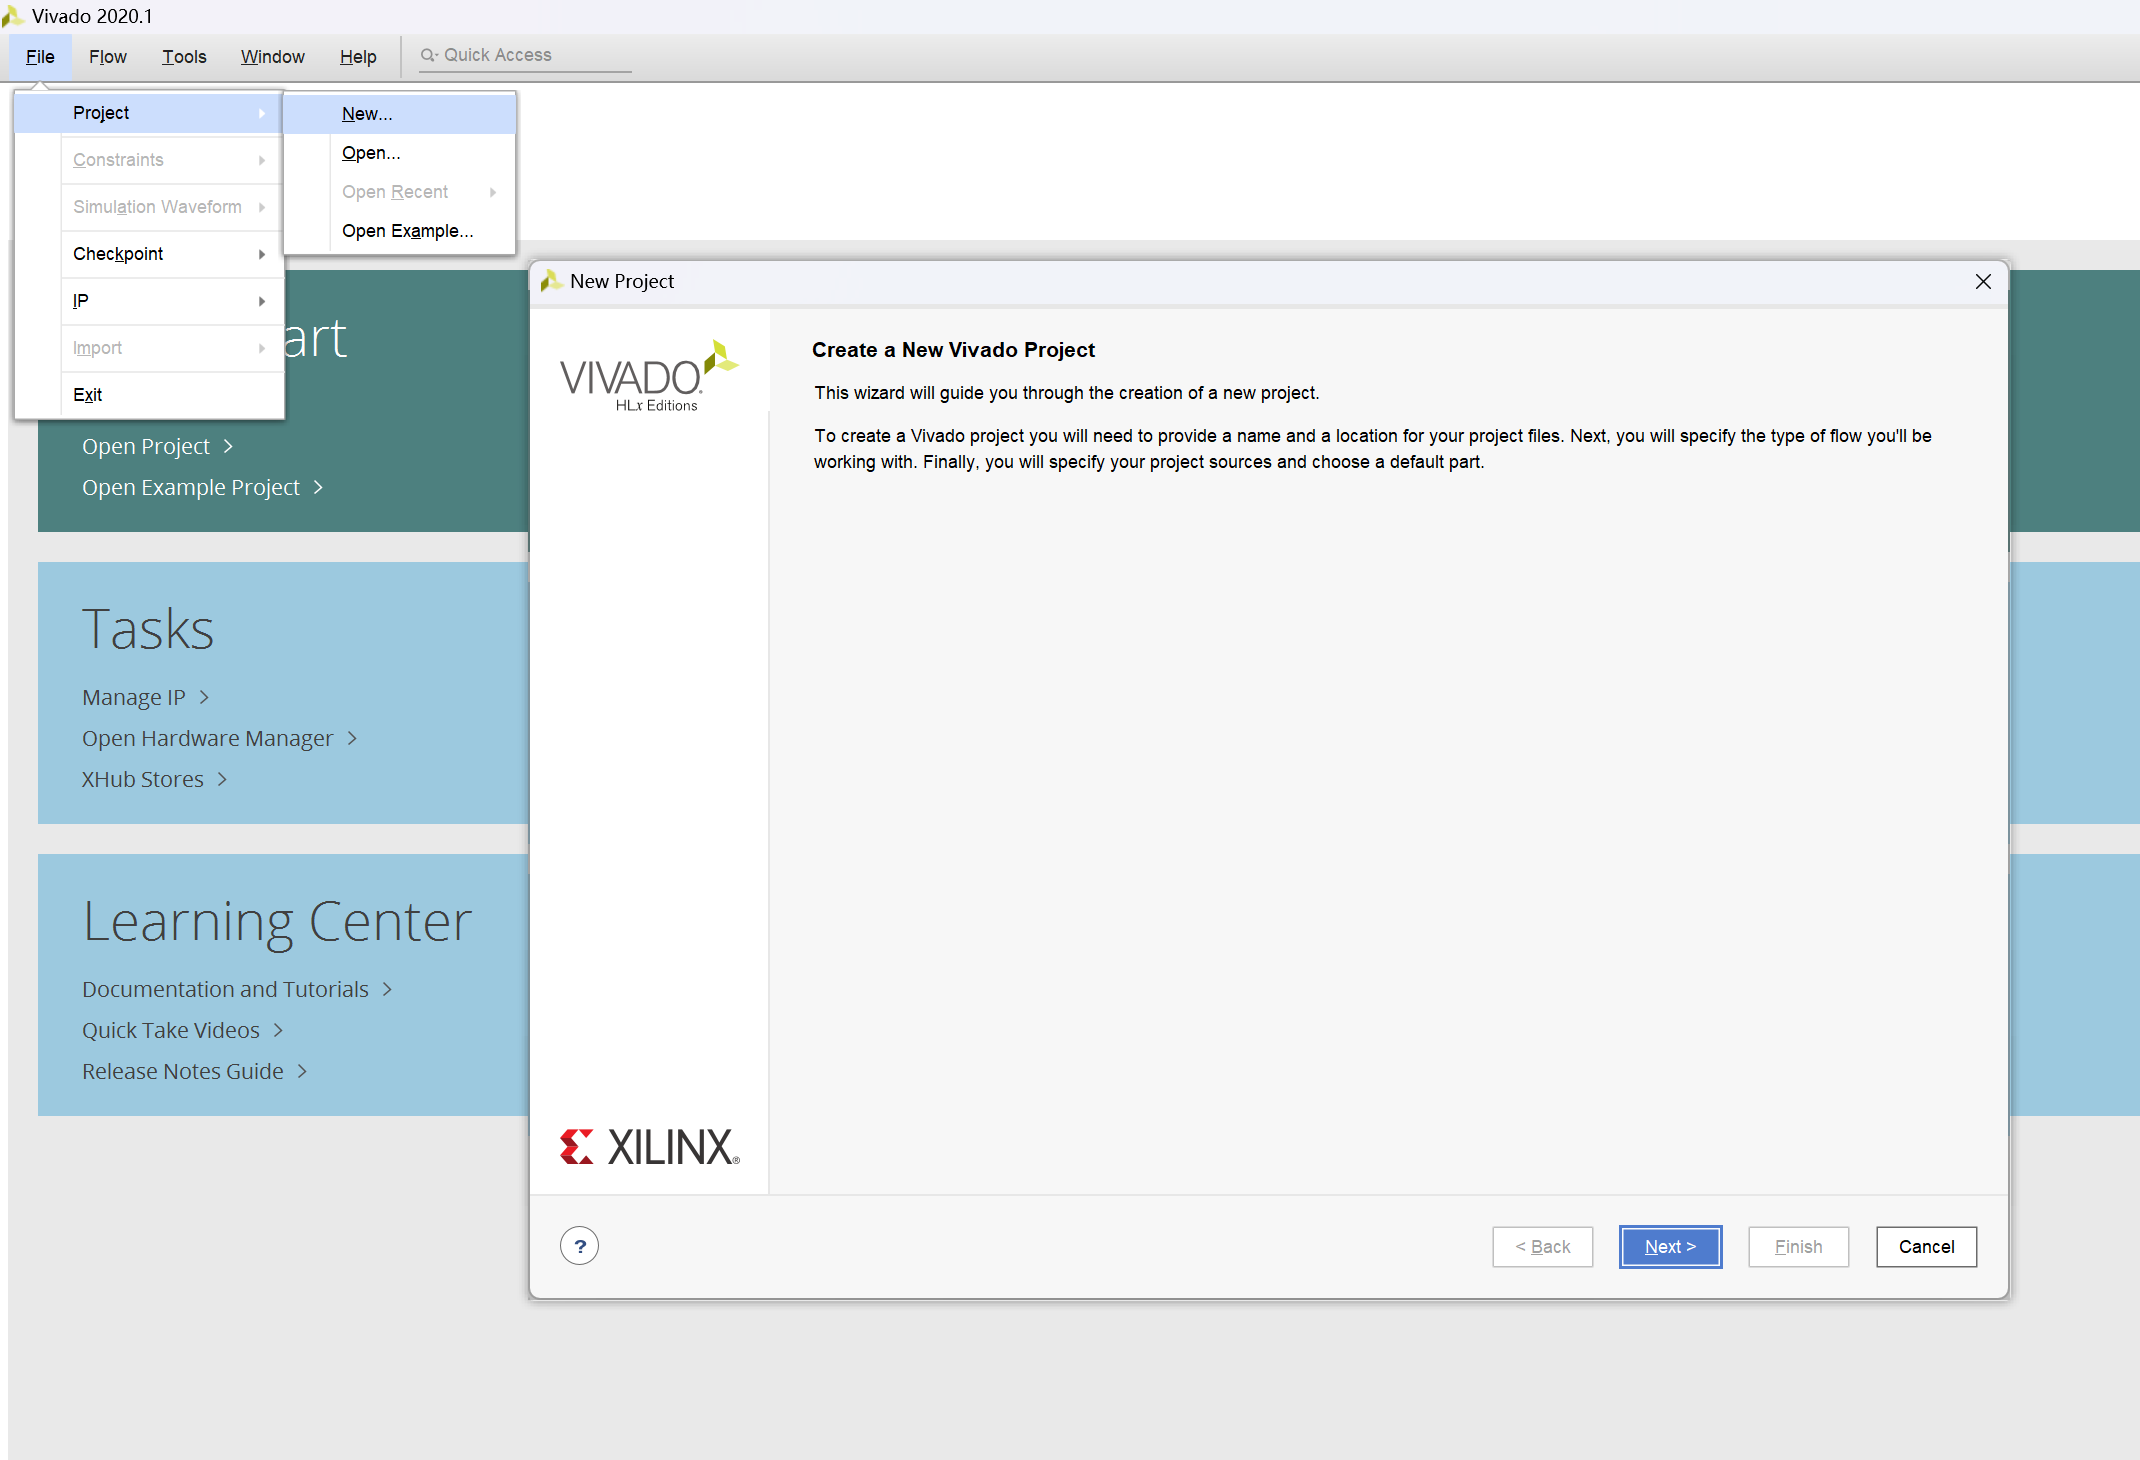 Vivado 2020.1
File Flow Tools Window Help Quick Access
Project
Constraints
Simulation Waveform
Checkpoint
IP
Import
Exit
New...
Open...
Open Recent
Open Example...
art
Open Project >
Open Example Project >
Tasks
Manage IP >
Open Hardware Manager >
XHub Stores >
Learning Center
Documentation and Tutorials >
Quick Take Videos >
Release Notes Guide >
New Project
VIVADO.
HLx Editions
Create a New Vivado Project
This wizard will guide you through the creation of a new project.
To create a Vivado project you will need to provide a name and a location for your project files. Next, you will specify the type of flow you'll be
working with. Finally, you will specify your project sources and choose a default part.
XILINX®
? < Back Next > Finish Cancel